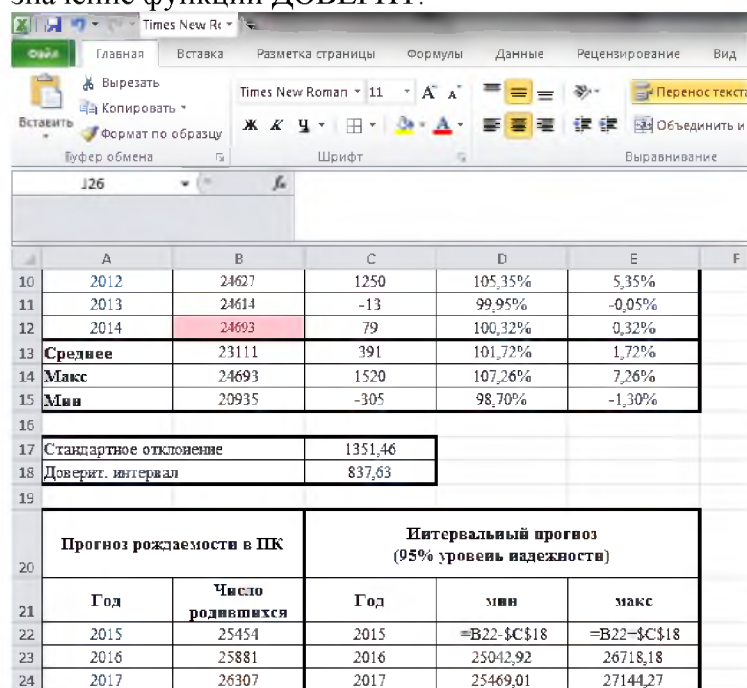 значение функции ДОВЕРИТ.
Times New Ro
Файл Главная Вставка Разметка страницы Формулы Данные Рецензирование Вид
Вырезать
Копировать
Формат по образцу
Вставить
Буфер обмена
Times New Roman 11
Ж К Ч
Шрифт
Перенос текста
Объединить и
Выравнивание
J26 fx
A B C D E F
10 2012 24627 1250 105,35% 5,35%
11 2013 24614 -13 99,95% -0,05%
12 2014 24693 79 100,32% 0,32%
13 Среднее 23111 391 101,72% 1,72%
14 Макс 24693 1520 107,26% 7,26%
15 Мин 20935 -305 98,70% -1,30%
16
17 Стандартное отклонение 1351,46
18 Доверит. интервал 837,63
19
20 Прогноз рождаемости в ПК Интервальный прогноз
(95% уровень надежности)
21 Год Число родившихся Год мин макс
22 2015 25454 2015 =B22-$C$18 =B22+$C$18
23 2016 25881 2016 25042,92 26718,18
24 2017 26307 2017 25469,01 27144,27